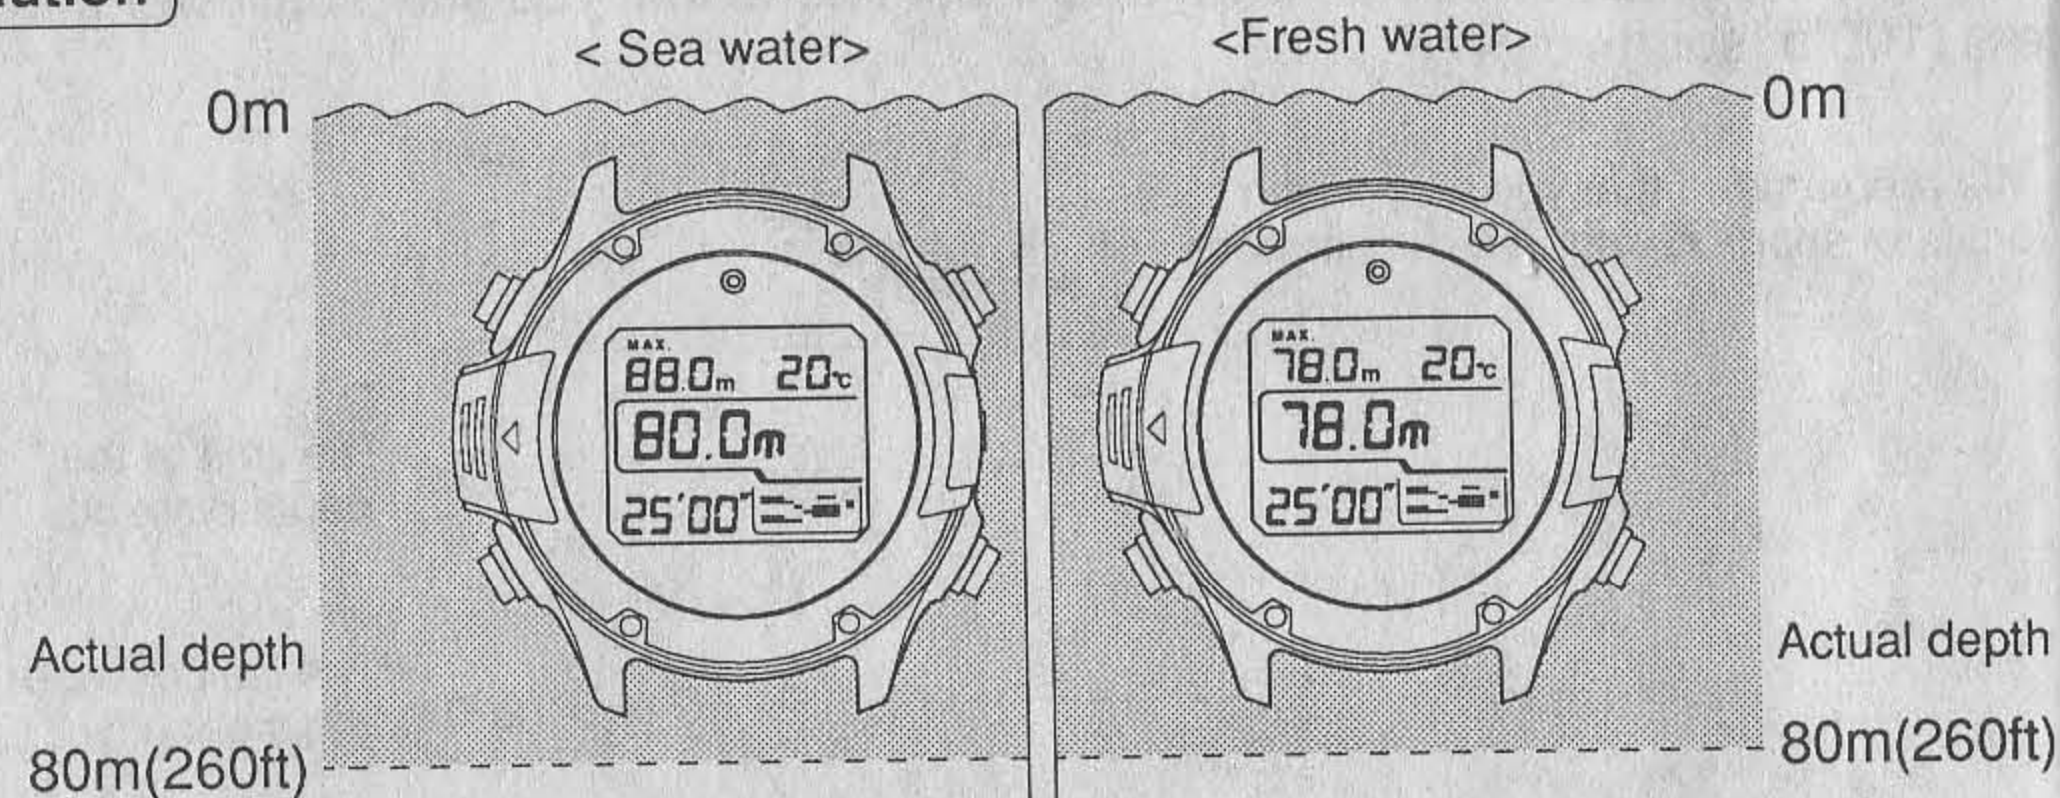 < Sea water>
<Fresh water>
0m
0m
MAX.
88.0m 20℃
80.0m
25'00"
MAX.
78.0m 20℃
78.0m
25'00"
Actual depth
80m(260ft)
Actual depth
80m(260ft)